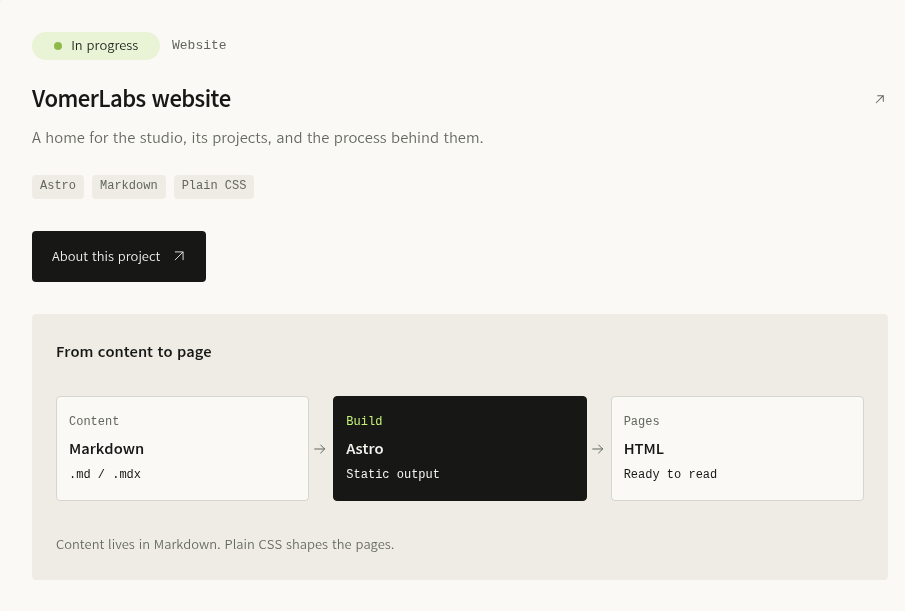 In progress
Website
VomerLabs website
A home for the studio, its projects, and the process behind them.
Astro
Markdown
Plain CSS
About this project
From content to page
Content
Markdown
.md / .mdx
Build
Astro
Static output
Pages
HTML
Ready to read
Content lives in Markdown. Plain CSS shapes the pages.